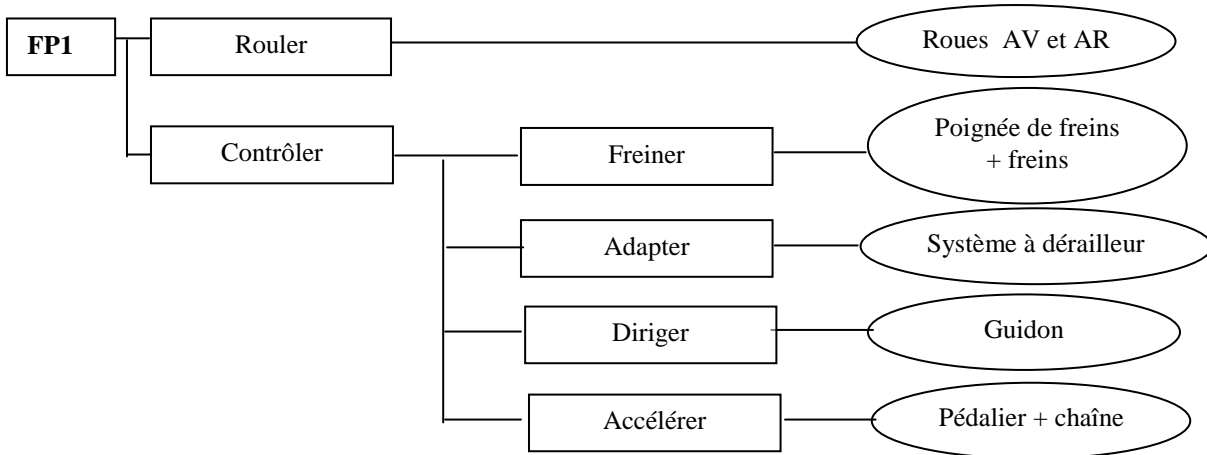 FP1
Rouler
Roues AV et AR
Contrôler
Freiner
Poignée de freins
+ freins
Adapter
Système à dérailleur
Diriger
Guidon
Accélérer
Pédalier + chaîne